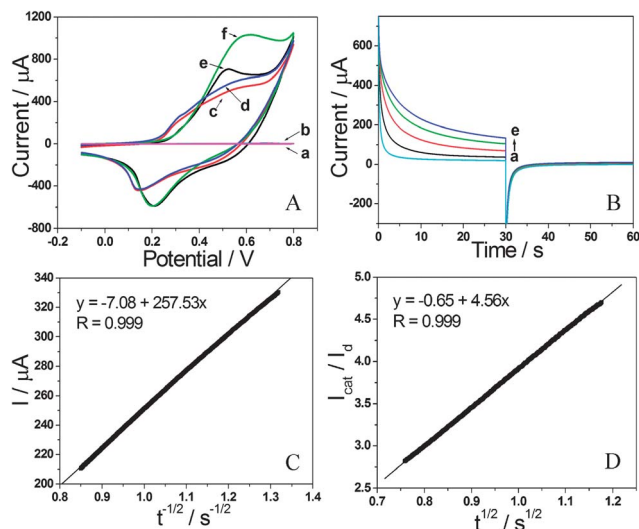 1200
800
400
0
-400
-800
Current / μA
0.0
0.2
0.4
0.6
0.8
Potential / V
f
e
d
c
b
a
A
600
400
200
0
-200
Current / μA
0
10
20
30
40
50
60
Time / s
e
a
B
340
320
300
280
260
240
220
200
I / μA
y = -7.08 + 257.53x
R = 0.999
0.8
0.9
1.0
1.1
1.2
1.3
1.4
t-1/2 / s-1/2
C
5.0
4.5
4.0
3.5
3.0
2.5
Icat / Id
y = -0.65 + 4.56x
R = 0.999
0.7
0.8
0.9
1.0
1.1
1.2
t1/2 / s1/2
D